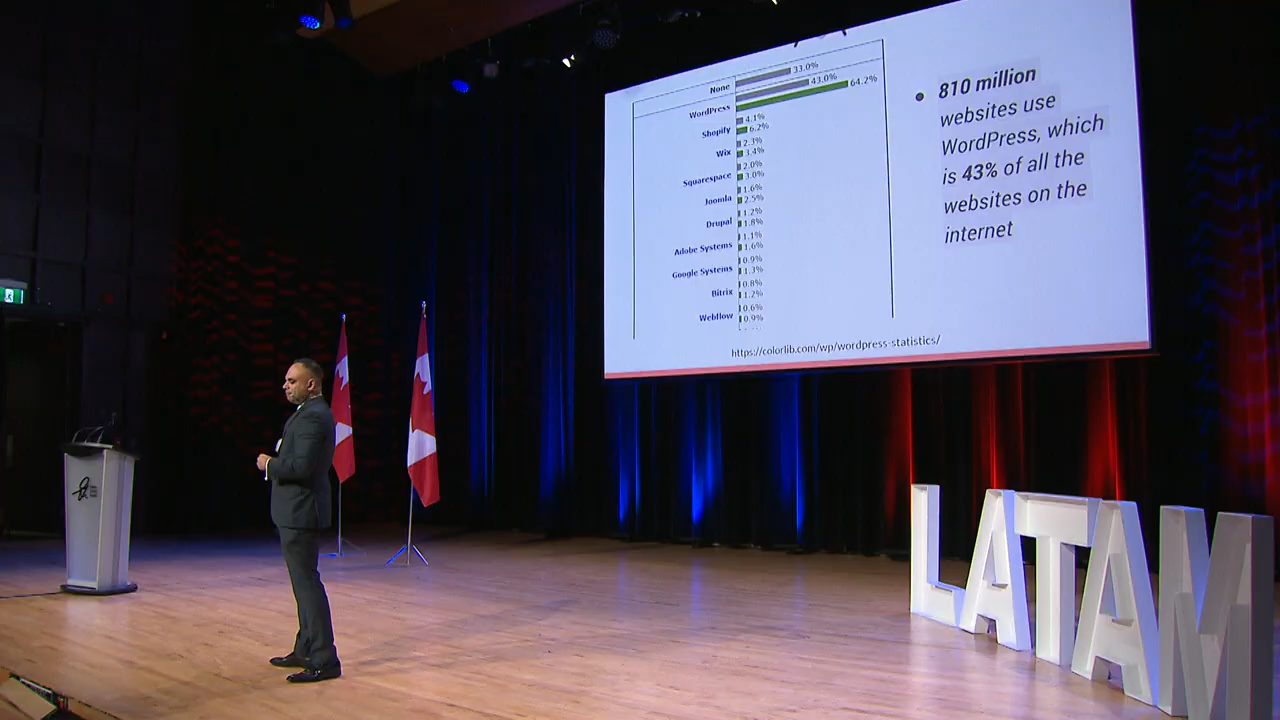 None
33.0%
43.0%
WordPress
64.2%
Shopify
4.1%
6.2%
Wix
2.3%
3.4%
Squarespace
2.0%
3.0%
Joomla
1.6%
2.5%
Drupal
1.2%
1.8%
Adobe Systems
1.1%
1.6%
Google Systems
0.9%
1.3%
Bitrix
0.8%
1.2%
Webflow
0.6%
0.9%
https://colorlib.com/wp/wordpress-statistics/
• 810 million
websites use
WordPress, which
is 43% of all the
websites on the
internet
LATAM